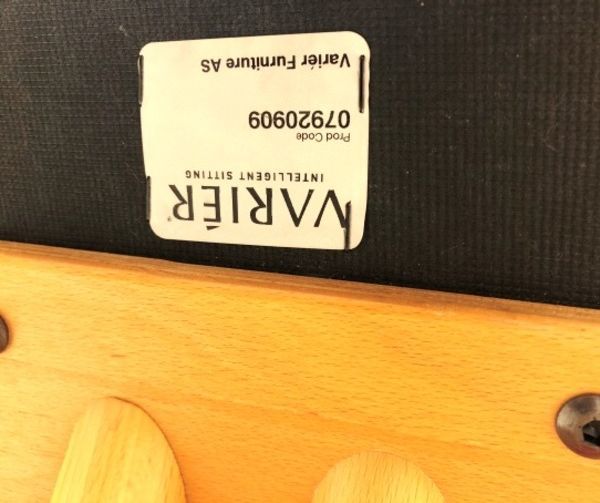 VARIÉR®
INTELLIGENT SITTING
Prod Code
07920909
Variér Furniture AS